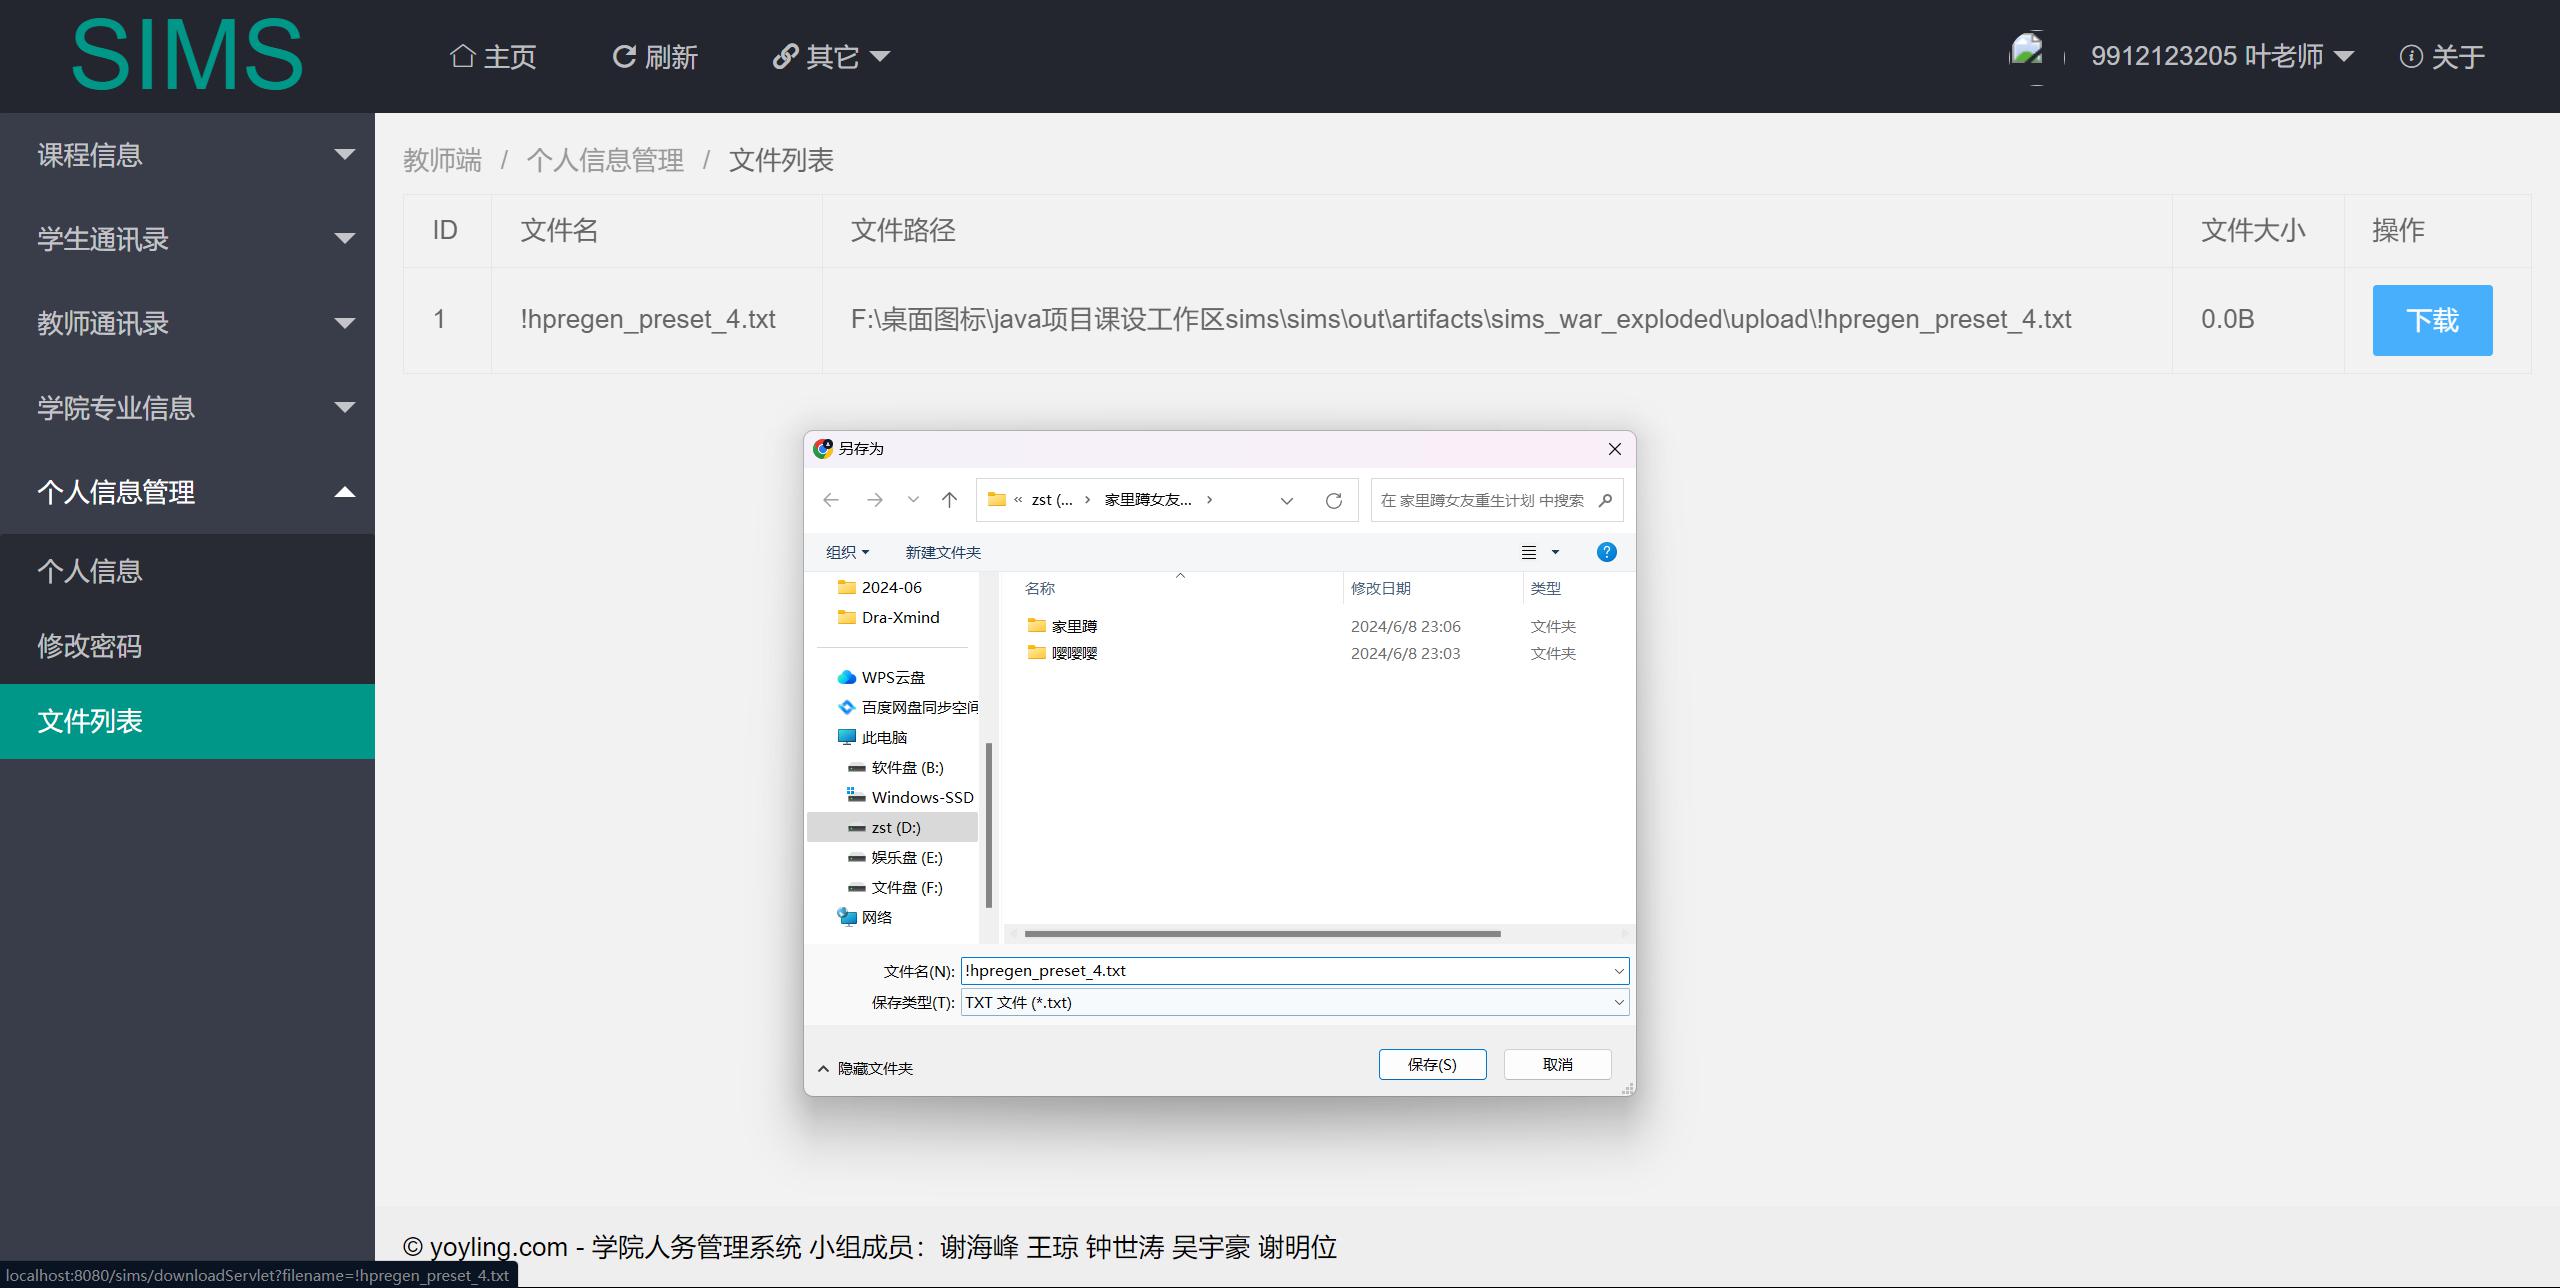 SIMS
主页 刷新 其它 9912123205 叶老师 关于
课程信息
学生通讯录
教师通讯录
学院专业信息
个人信息管理
个人信息
修改密码
文件列表
教师端 / 个人信息管理 / 文件列表
ID 文件名 文件路径 文件大小 操作
1 !hpregen_preset_4.txt F:\桌面图标\java项目课设工作区sims\sims\out\artifacts\sims_war_exploded\upload\!hpregen_preset_4.txt 0.0B 下载
另存为
« zst (... › 家里蹲女友... › 在 家里蹲女友重生计划 中搜索
组织 新建文件夹
2024-06
Dra-Xmind
WPS云盘
百度网盘同步空间
此电脑
软件盘 (B:)
Windows-SSD
zst (D:)
娱乐盘 (E:)
文件盘 (F:)
网络
名称 修改日期 类型
家里蹲 2024/6/8 23:06 文件夹
嘤嘤嘤 2024/6/8 23:03 文件夹
文件名(N): !hpregen_preset_4.txt
保存类型(T): TXT 文件 (*.txt)
隐藏文件夹 保存(S) 取消
© yoyling.com - 学院人务管理系统 小组成员：谢海峰 王琼 钟世涛 吴宇豪 谢明位
localhost:8080/sims/downloadServlet?filename=!hpregen_preset_4.txt